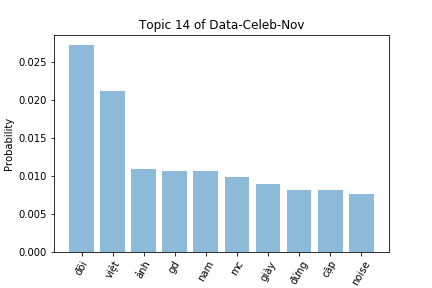 Topic 14 of Data-Celeb-Nov
Probability
0.025
0.020
0.015
0.010
0.005
0.000
đôi
việt
ảnh
gd
nam
mc
giày
đừng
cặp
noise